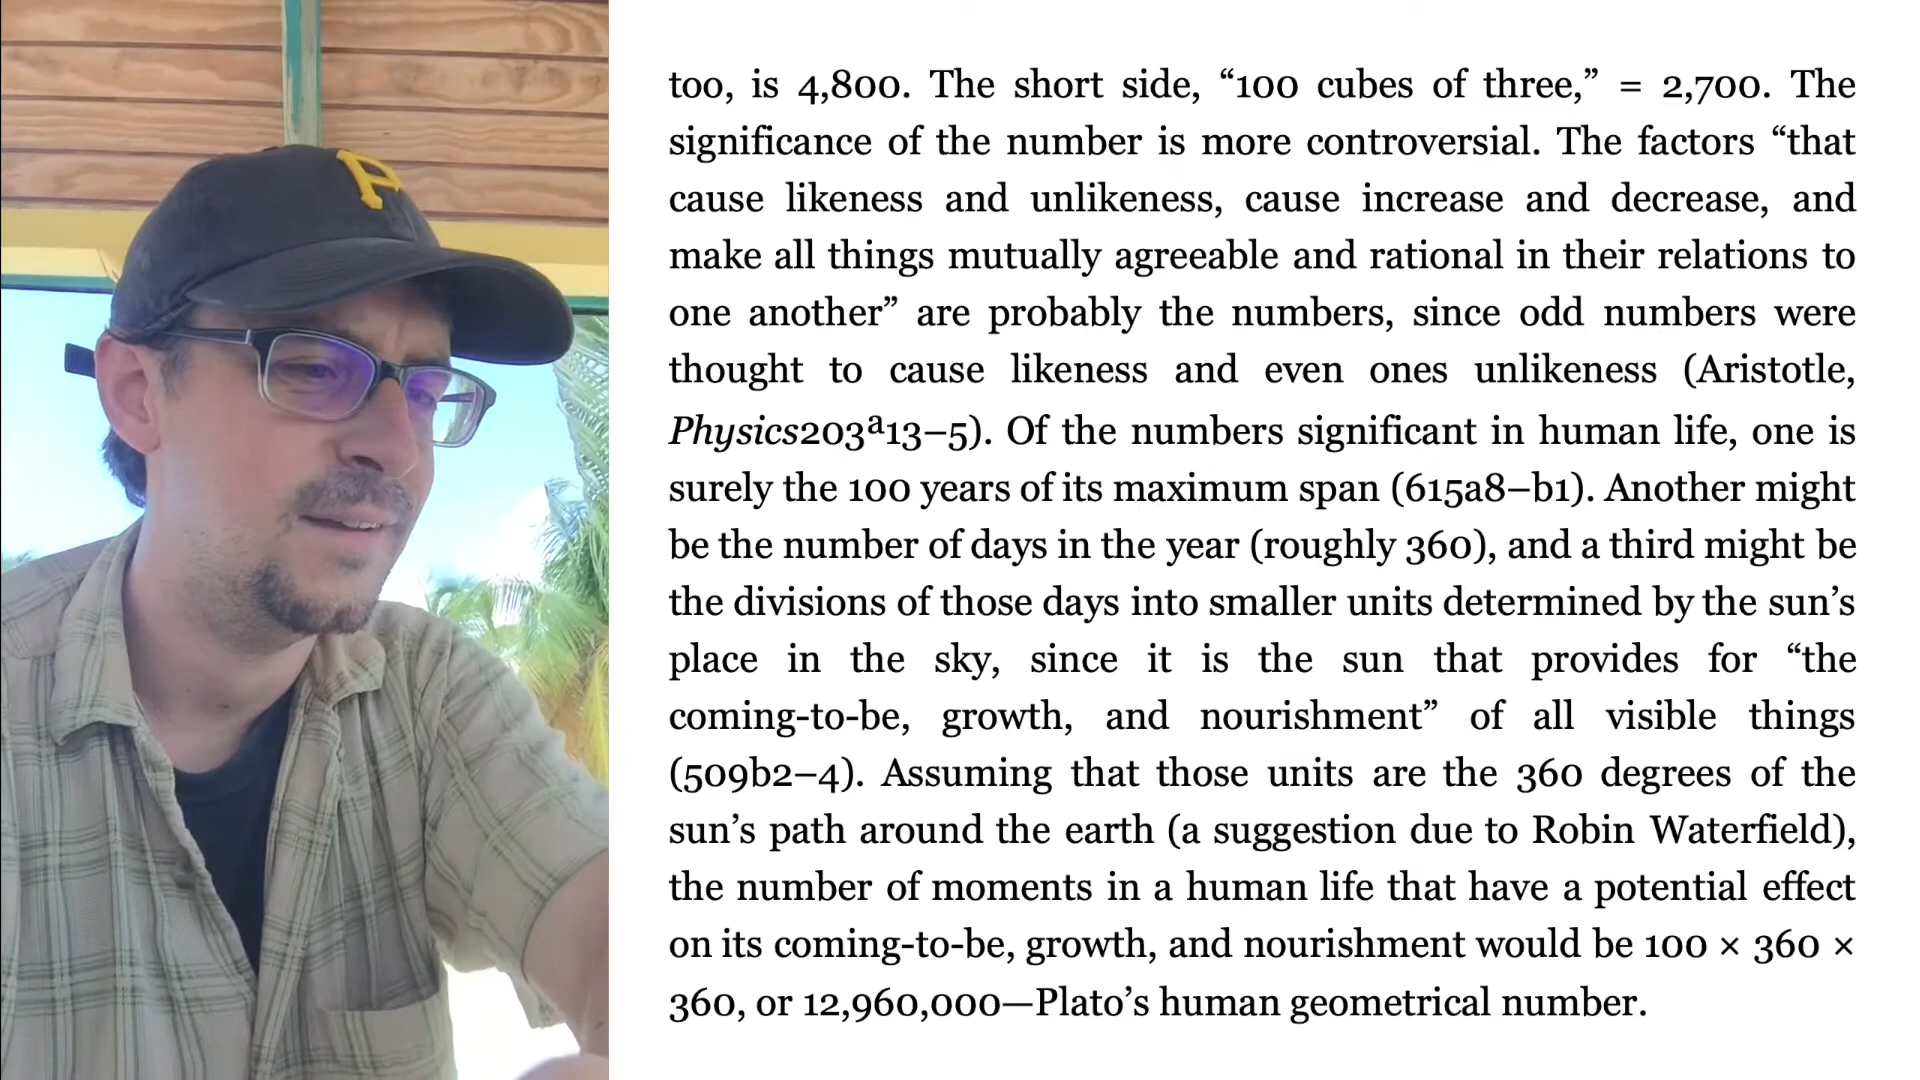 P
too, is 4,800. The short side, “100 cubes of three,” = 2,700. The
significance of the number is more controversial. The factors “that
cause likeness and unlikeness, cause increase and decrease, and
make all things mutually agreeable and rational in their relations to
one another” are probably the numbers, since odd numbers were
thought to cause likeness and even ones unlikeness (Aristotle,
Physics203ª13–5). Of the numbers significant in human life, one is
surely the 100 years of its maximum span (615a8–b1). Another might
be the number of days in the year (roughly 360), and a third might be
the divisions of those days into smaller units determined by the sun’s
place in the sky, since it is the sun that provides for “the
coming-to-be, growth, and nourishment” of all visible things
(509b2–4). Assuming that those units are the 360 degrees of the
sun’s path around the earth (a suggestion due to Robin Waterfield),
the number of moments in a human life that have a potential effect
on its coming-to-be, growth, and nourishment would be 100 × 360 ×
360, or 12,960,000—Plato’s human geometrical number.